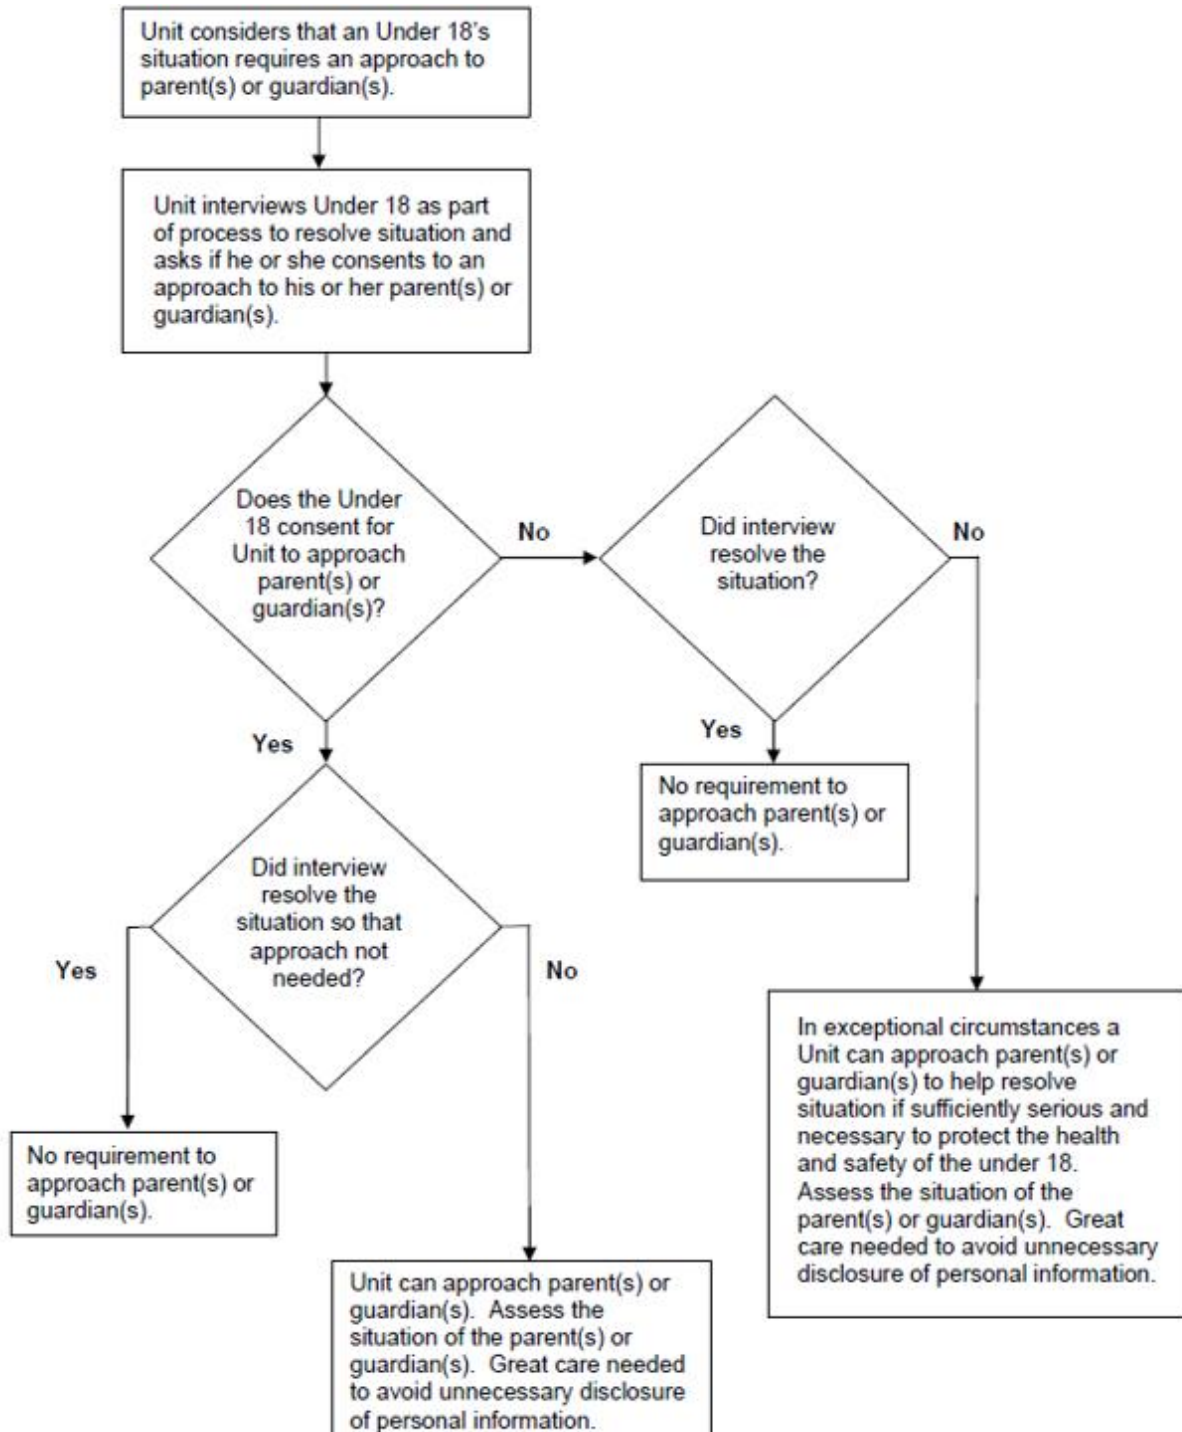 Unit considers that an Under 18's
situation requires an approach to
parent(s) or guardian(s).
Unit interviews Under 18 as part
of process to resolve situation and
asks if he or she consents to an
approach to his or her parent(s) or
guardian(s).
Does the Under
18 consent for
Unit to approach
parent(s) or
guardian(s)?
No
Did interview
resolve the
situation?
No
Yes
Yes
No requirement to
approach parent(s) or
guardian(s).
Did interview
resolve the
situation so that
approach not
needed?
Yes
No
In exceptional circumstances a
Unit can approach parent(s) or
guardian(s) to help resolve
situation if sufficiently serious and
necessary to protect the health
and safety of the under 18.
Assess the situation of the
parent(s) or guardian(s).  Great
care needed to avoid unnecessary
disclosure of personal information.
No requirement to
approach parent(s) or
guardian(s).
Unit can approach parent(s) or
guardian(s).  Assess the
situation of the parent(s) or
guardian(s).  Great care needed
to avoid unnecessary disclosure
of personal information.